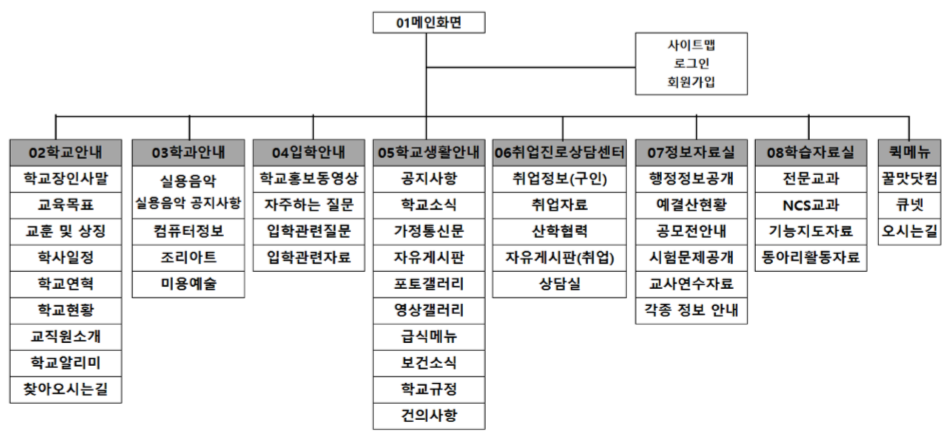 01메인화면
사이트맵
로그인
회원가입
02학교안내
학교장인사말
교육목표
교훈 및 상징
학사일정
학교연혁
학교현황
교직원소개
학교알리미
찾아오시는길
03학과안내
실용음악
실용음악 공지사항
컴퓨터정보
조리아트
미용예술
04입학안내
학교홍보동영상
자주하는 질문
입학관련질문
입학관련자료
05학교생활안내
공지사항
학교소식
가정통신문
자유게시판
포토갤러리
영상갤러리
급식메뉴
보건소식
학교규정
건의사항
06취업진로상담센터
취업정보(구인)
취업자료
산학협력
자유게시판(취업)
상담실
07정보자료실
행정정보공개
예결산현황
공모전안내
시험문제공개
교사연수자료
각종 정보 안내
08학습자료실
전문교과
NCS교과
기능지도자료
동아리활동자료
퀵메뉴
꿀맛닷컴
큐넷
오시는길